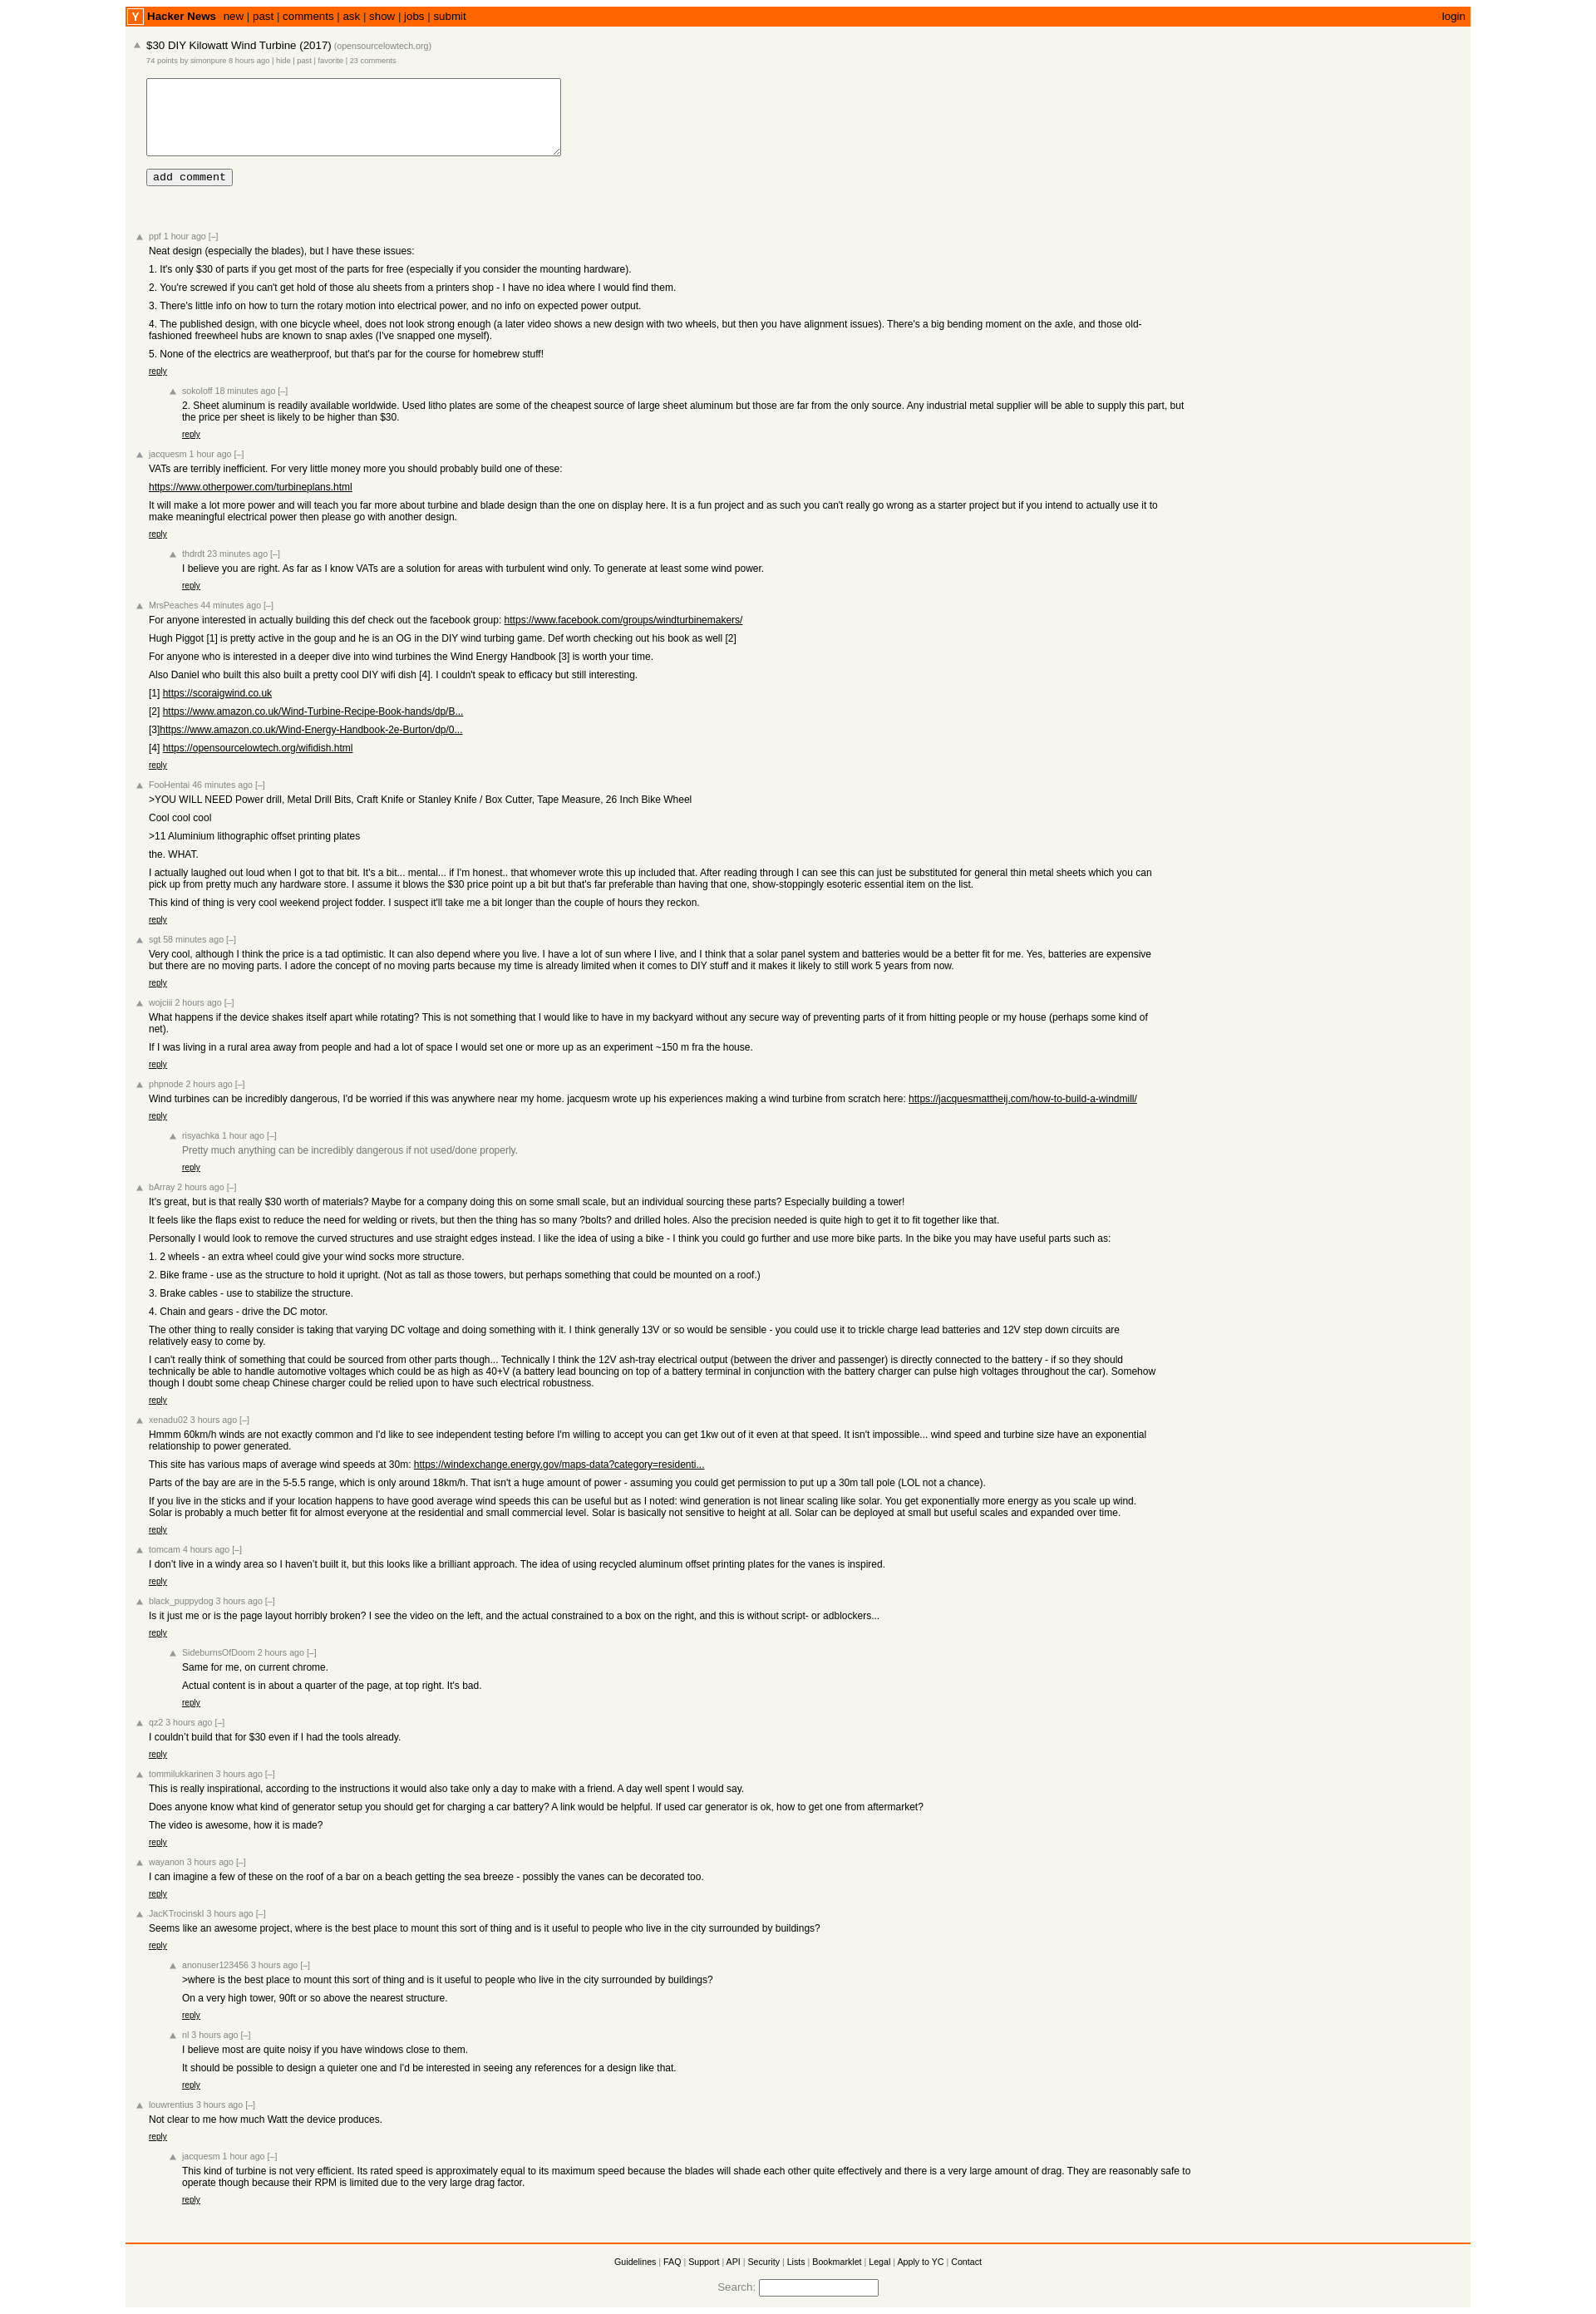 Y Hacker News new | past | comments | ask | show | jobs | submit login
$30 DIY Kilowatt Wind Turbine (2017) (opensourcelowtech.org)
74 points by simonpure 8 hours ago | hide | past | favorite | 23 comments
add comment
ppf 1 hour ago [–]
Neat design (especially the blades), but I have these issues:
1. It's only $30 of parts if you get most of the parts for free (especially if you consider the mounting hardware).
2. You're screwed if you can't get hold of those alu sheets from a printers shop - I have no idea where I would find them.
3. There's little info on how to turn the rotary motion into electrical power, and no info on expected power output.
4. The published design, with one bicycle wheel, does not look strong enough (a later video shows a new design with two wheels, but then you have alignment issues). There's a big bending moment on the axle, and those old-
fashioned freewheel hubs are known to snap axles (I've snapped one myself).
5. None of the electrics are weatherproof, but that's par for the course for homebrew stuff!
reply
sokoloff 18 minutes ago [–]
2. Sheet aluminum is readily available worldwide. Used litho plates are some of the cheapest source of large sheet aluminum but those are far from the only source. Any industrial metal supplier will be able to supply this part, but
the price per sheet is likely to be higher than $30.
reply
jacquesm 1 hour ago [–]
VATs are terribly inefficient. For very little money more you should probably build one of these:
https://www.otherpower.com/turbineplans.html
It will make a lot more power and will teach you far more about turbine and blade design than the one on display here. It is a fun project and as such you can't really go wrong as a starter project but if you intend to actually use it to
make meaningful electrical power then please go with another design.
reply
thdrdt 23 minutes ago [–]
I believe you are right. As far as I know VATs are a solution for areas with turbulent wind only. To generate at least some wind power.
reply
MrsPeaches 44 minutes ago [–]
For anyone interested in actually building this def check out the facebook group: https://www.facebook.com/groups/windturbinemakers/
Hugh Piggot [1] is pretty active in the goup and he is an OG in the DIY wind turbing game. Def worth checking out his book as well [2]
For anyone who is interested in a deeper dive into wind turbines the Wind Energy Handbook [3] is worth your time.
Also Daniel who built this also built a pretty cool DIY wifi dish [4]. I couldn't speak to efficacy but still interesting.
[1] https://scoraigwind.co.uk
[2] https://www.amazon.co.uk/Wind-Turbine-Recipe-Book-hands/dp/B...
[3]https://www.amazon.co.uk/Wind-Energy-Handbook-2e-Burton/dp/0...
[4] https://opensourcelowtech.org/wifidish.html
reply
FooHentai 46 minutes ago [–]
>YOU WILL NEED Power drill, Metal Drill Bits, Craft Knife or Stanley Knife / Box Cutter, Tape Measure, 26 Inch Bike Wheel
Cool cool cool
>11 Aluminium lithographic offset printing plates
the. WHAT.
I actually laughed out loud when I got to that bit. It's a bit... mental... if I'm honest.. that whomever wrote this up included that. After reading through I can see this can just be substituted for general thin metal sheets which you can
pick up from pretty much any hardware store. I assume it blows the $30 price point up a bit but that's far preferable than having that one, show-stoppingly esoteric essential item on the list.
This kind of thing is very cool weekend project fodder. I suspect it'll take me a bit longer than the couple of hours they reckon.
reply
sgt 58 minutes ago [–]
Very cool, although I think the price is a tad optimistic. It can also depend where you live. I have a lot of sun where I live, and I think that a solar panel system and batteries would be a better fit for me. Yes, batteries are expensive
but there are no moving parts. I adore the concept of no moving parts because my time is already limited when it comes to DIY stuff and it makes it likely to still work 5 years from now.
reply
wojciii 2 hours ago [–]
What happens if the device shakes itself apart while rotating? This is not something that I would like to have in my backyard without any secure way of preventing parts of it from hitting people or my house (perhaps some kind of
net).
If I was living in a rural area away from people and had a lot of space I would set one or more up as an experiment ~150 m fra the house.
reply
phpnode 2 hours ago [–]
Wind turbines can be incredibly dangerous, I'd be worried if this was anywhere near my home. jacquesm wrote up his experiences making a wind turbine from scratch here: https://jacquesmattheij.com/how-to-build-a-windmill/
reply
risyachka 1 hour ago [–]
Pretty much anything can be incredibly dangerous if not used/done properly.
reply
bArray 2 hours ago [–]
It's great, but is that really $30 worth of materials? Maybe for a company doing this on some small scale, but an individual sourcing these parts? Especially building a tower!
It feels like the flaps exist to reduce the need for welding or rivets, but then the thing has so many ?bolts? and drilled holes. Also the precision needed is quite high to get it to fit together like that.
Personally I would look to remove the curved structures and use straight edges instead. I like the idea of using a bike - I think you could go further and use more bike parts. In the bike you may have useful parts such as:
1. 2 wheels - an extra wheel could give your wind socks more structure.
2. Bike frame - use as the structure to hold it upright. (Not as tall as those towers, but perhaps something that could be mounted on a roof.)
3. Brake cables - use to stabilize the structure.
4. Chain and gears - drive the DC motor.
The other thing to really consider is taking that varying DC voltage and doing something with it. I think generally 13V or so would be sensible - you could use it to trickle charge lead batteries and 12V step down circuits are
relatively easy to come by.
I can't really think of something that could be sourced from other parts though... Technically I think the 12V ash-tray electrical output (between the driver and passenger) is directly connected to the battery - if so they should
technically be able to handle automotive voltages which could be as high as 40+V (a battery lead bouncing on top of a battery terminal in conjunction with the battery charger can pulse high voltages throughout the car). Somehow
though I doubt some cheap Chinese charger could be relied upon to have such electrical robustness.
reply
xenadu02 3 hours ago [–]
Hmmm 60km/h winds are not exactly common and I'd like to see independent testing before I'm willing to accept you can get 1kw out of it even at that speed. It isn't impossible... wind speed and turbine size have an exponential
relationship to power generated.
This site has various maps of average wind speeds at 30m: https://windexchange.energy.gov/maps-data?category=residenti...
Parts of the bay are are in the 5-5.5 range, which is only around 18km/h. That isn't a huge amount of power - assuming you could get permission to put up a 30m tall pole (LOL not a chance).
If you live in the sticks and if your location happens to have good average wind speeds this can be useful but as I noted: wind generation is not linear scaling like solar. You get exponentially more energy as you scale up wind.
Solar is probably a much better fit for almost everyone at the residential and small commercial level. Solar is basically not sensitive to height at all. Solar can be deployed at small but useful scales and expanded over time.
reply
tomcam 4 hours ago [–]
I don’t live in a windy area so I haven’t built it, but this looks like a brilliant approach. The idea of using recycled aluminum offset printing plates for the vanes is inspired.
reply
black_puppydog 3 hours ago [–]
Is it just me or is the page layout horribly broken? I see the video on the left, and the actual constrained to a box on the right, and this is without script- or adblockers...
reply
SideburnsOfDoom 2 hours ago [–]
Same for me, on current chrome.
Actual content is in about a quarter of the page, at top right. It's bad.
reply
qz2 3 hours ago [–]
I couldn’t build that for $30 even if I had the tools already.
reply
tommilukkarinen 3 hours ago [–]
This is really inspirational, according to the instructions it would also take only a day to make with a friend. A day well spent I would say.
Does anyone know what kind of generator setup you should get for charging a car battery? A link would be helpful. If used car generator is ok, how to get one from aftermarket?
The video is awesome, how it is made?
reply
wayanon 3 hours ago [–]
I can imagine a few of these on the roof of a bar on a beach getting the sea breeze - possibly the vanes can be decorated too.
reply
JacKTrocinskI 3 hours ago [–]
Seems like an awesome project, where is the best place to mount this sort of thing and is it useful to people who live in the city surrounded by buildings?
reply
anonuser123456 3 hours ago [–]
>where is the best place to mount this sort of thing and is it useful to people who live in the city surrounded by buildings?
On a very high tower, 90ft or so above the nearest structure.
reply
nl 3 hours ago [–]
I believe most are quite noisy if you have windows close to them.
It should be possible to design a quieter one and I'd be interested in seeing any references for a design like that.
reply
louwrentius 3 hours ago [–]
Not clear to me how much Watt the device produces.
reply
jacquesm 1 hour ago [–]
This kind of turbine is not very efficient. Its rated speed is approximately equal to its maximum speed because the blades will shade each other quite effectively and there is a very large amount of drag. They are reasonably safe to
operate though because their RPM is limited due to the very large drag factor.
reply
Guidelines | FAQ | Support | API | Security | Lists | Bookmarklet | Legal | Apply to YC | Contact
Search: